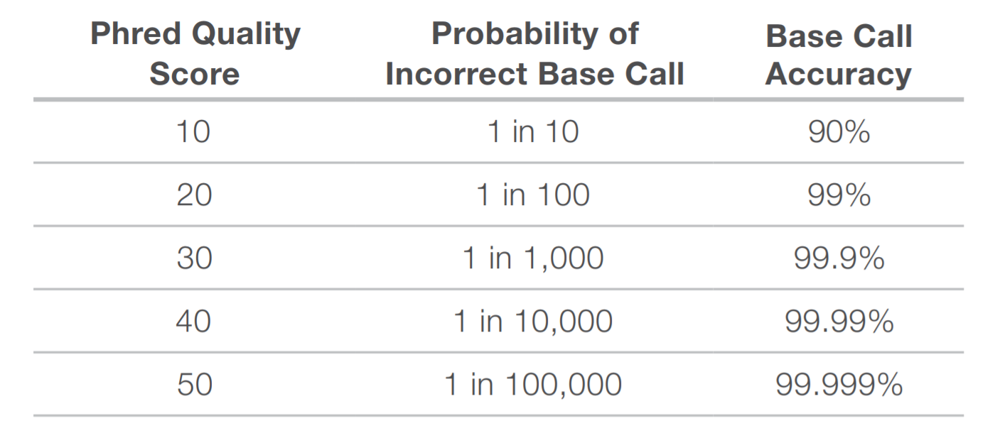 Phred Quality Score Probability of Incorrect Base Call Base Call Accuracy
10 1 in 10 90%
20 1 in 100 99%
30 1 in 1,000 99.9%
40 1 in 10,000 99.99%
50 1 in 100,000 99.999%